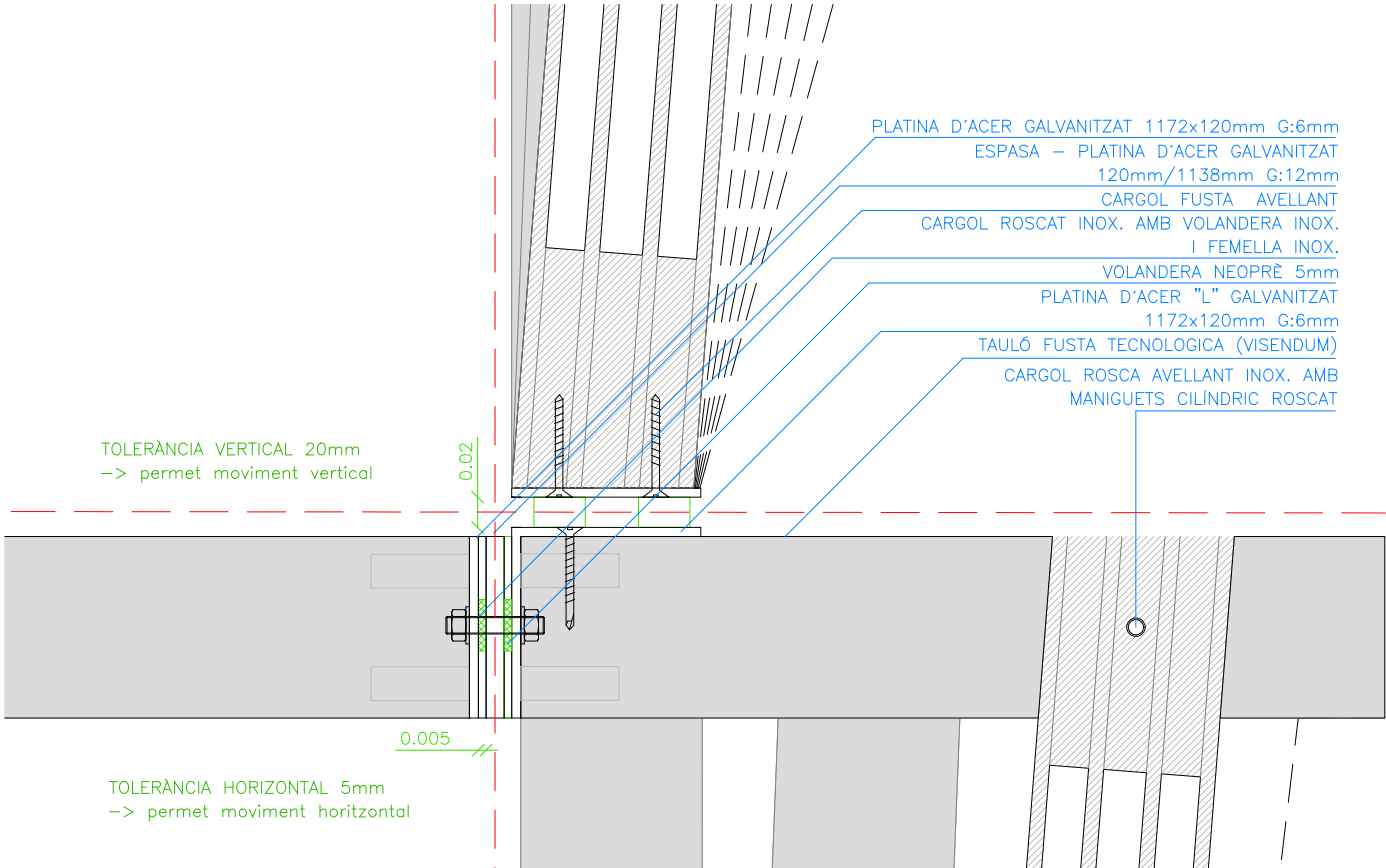 PLATINA D'ACER GALVANITZAT 1172x120mm G:6mm
ESPASA – PLATINA D'ACER GALVANITZAT
120mm/1138mm G:12mm
CARGOL FUSTA AVELLANT
CARGOL ROSCAT INOX. AMB VOLANDERA INOX.
I FEMELLA INOX.
VOLANDERA NEOPRÈ 5mm
PLATINA D'ACER "L" GALVANITZAT
1172x120mm G:6mm
TAULÓ FUSTA TECNOLOGICA (VISENDUM)
CARGOL ROSCA AVELLANT INOX. AMB
MANIGUETS CILÍNDRIC ROSCAT
TOLERÀNCIA VERTICAL 20mm
–> permet moviment vertical
0.02
0.005
TOLERÀNCIA HORIZONTAL 5mm
–> permet moviment horitzontal